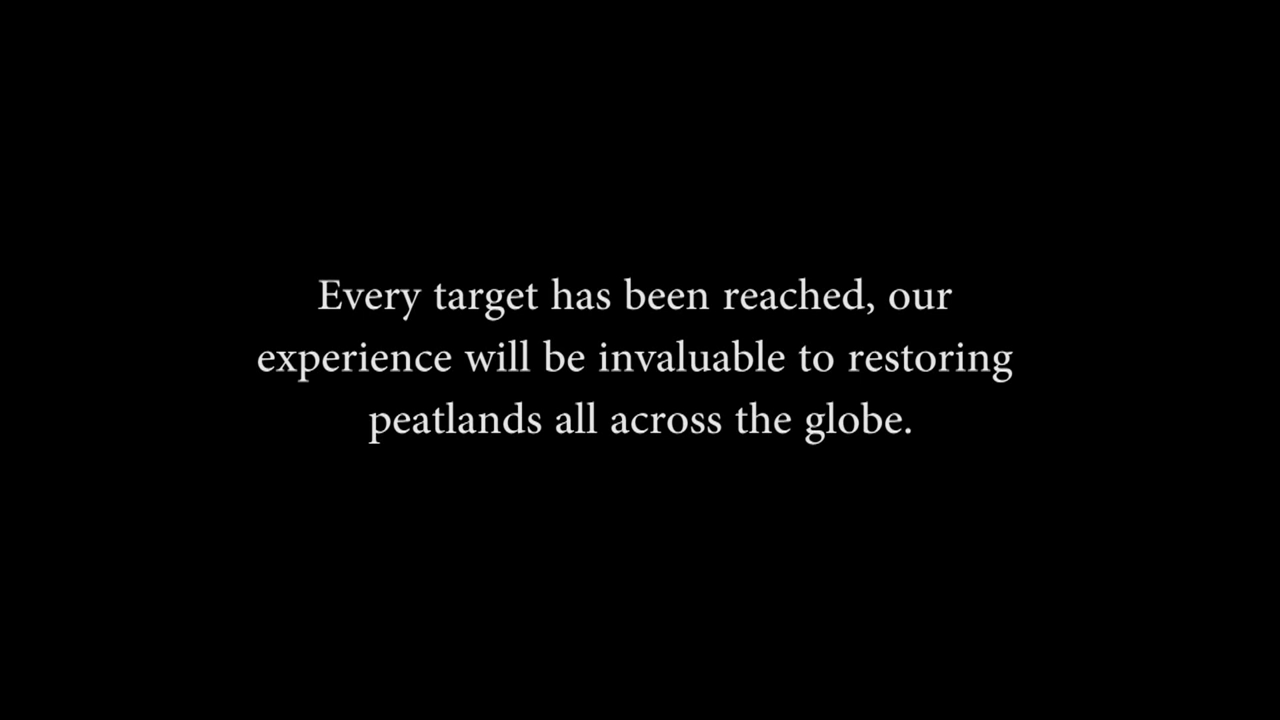 Every target has been reached, our
experience will be invaluable to restoring
peatlands all across the globe.